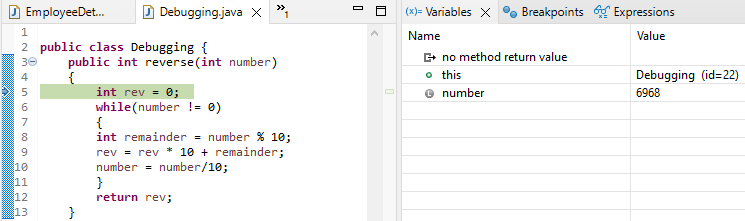 EmployeeDet... Debugging.java »1
1
2 public class Debugging {
3 public int reverse(int number)
4 {
5 int rev = 0;
6 while(number != 0)
7 {
8 int remainder = number % 10;
9 rev = rev * 10 + remainder;
10 number = number/10;
11 }
12 return rev;
13 }
(x)= Variables Breakpoints Expressions
Name Value
no method return value
this Debugging (id=22)
number 6968